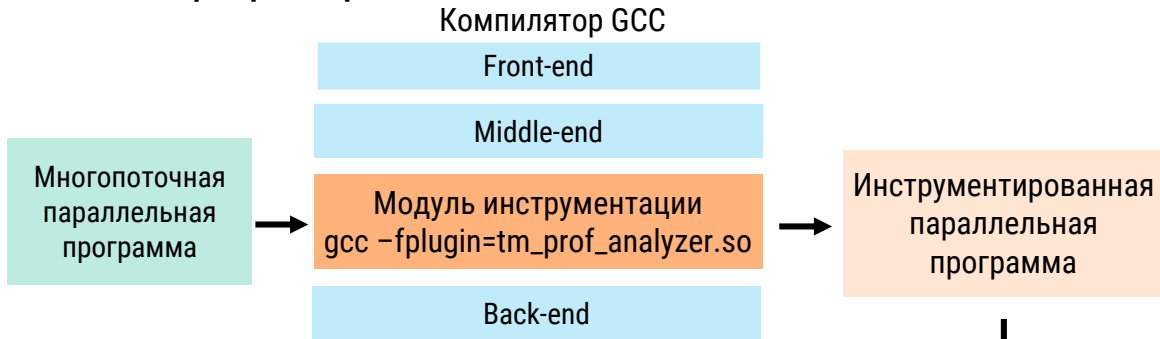 Компилятор GCC
Front-end
Middle-end
Многопоточная
параллельная
программа
Модуль инструментации
gcc –fplugin=tm_prof_analyzer.so
Инструментированная
параллельная
программа
Back-end